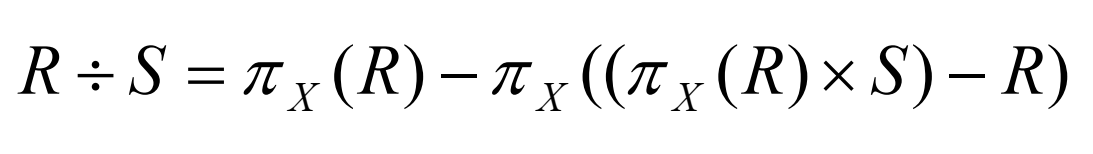 R ÷ S = π_X (R) − π_X ((π_X (R) × S) − R)